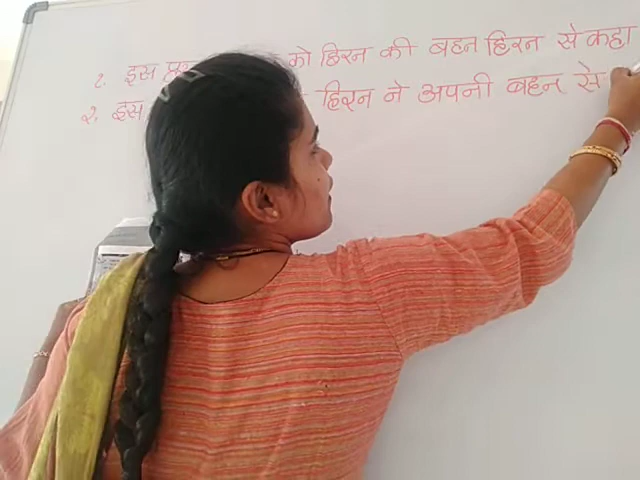 १. इस को हिरन की बहन हिरन से कहा
२. इस हिरन ने अपनी बहन से